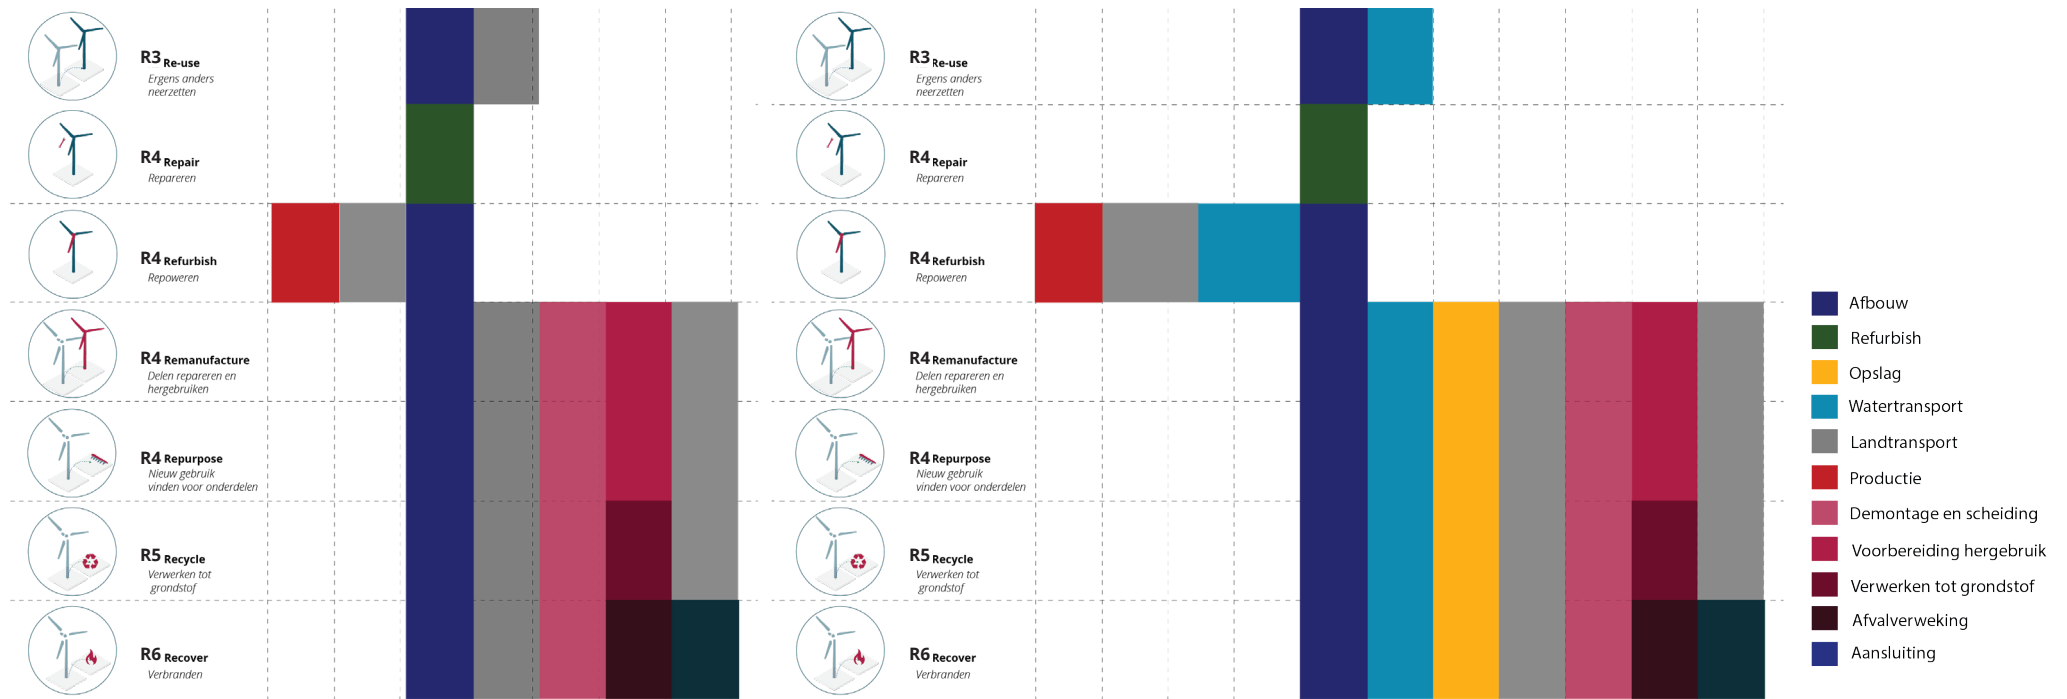 R3 Re-use
Ergens anders
neerzetten
R4 Repair
Repareren
R4 Refurbish
Repoweren
R4 Remanufacture
Delen repareren en
hergebruiken
R4 Repurpose
Nieuw gebruik
vinden voor onderdelen
R5 Recycle
Verwerken tot
grondstof
R6 Recover
Verbranden
R3 Re-use
Ergens anders
neerzetten
R4 Repair
Repareren
R4 Refurbish
Repoweren
R4 Remanufacture
Delen repareren en
hergebruiken
R4 Repurpose
Nieuw gebruik
vinden voor onderdelen
R5 Recycle
Verwerken tot
grondstof
R6 Recover
Verbranden
Afbouw
Refurbish
Opslag
Watertransport
Landtransport
Productie
Demontage en scheiding
Voorbereiding hergebruik
Verwerken tot grondstof
Afvalverweking
Aansluiting